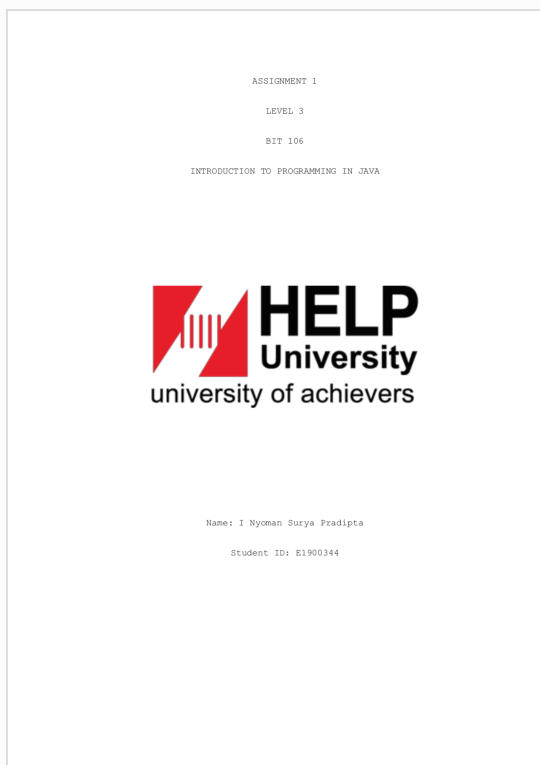 ASSIGNMENT 1
LEVEL 3
BIT 106
INTRODUCTION TO PROGRAMMING IN JAVA
HELP
University
university of achievers
Name: I Nyoman Surya Pradipta
Student ID: E1900344